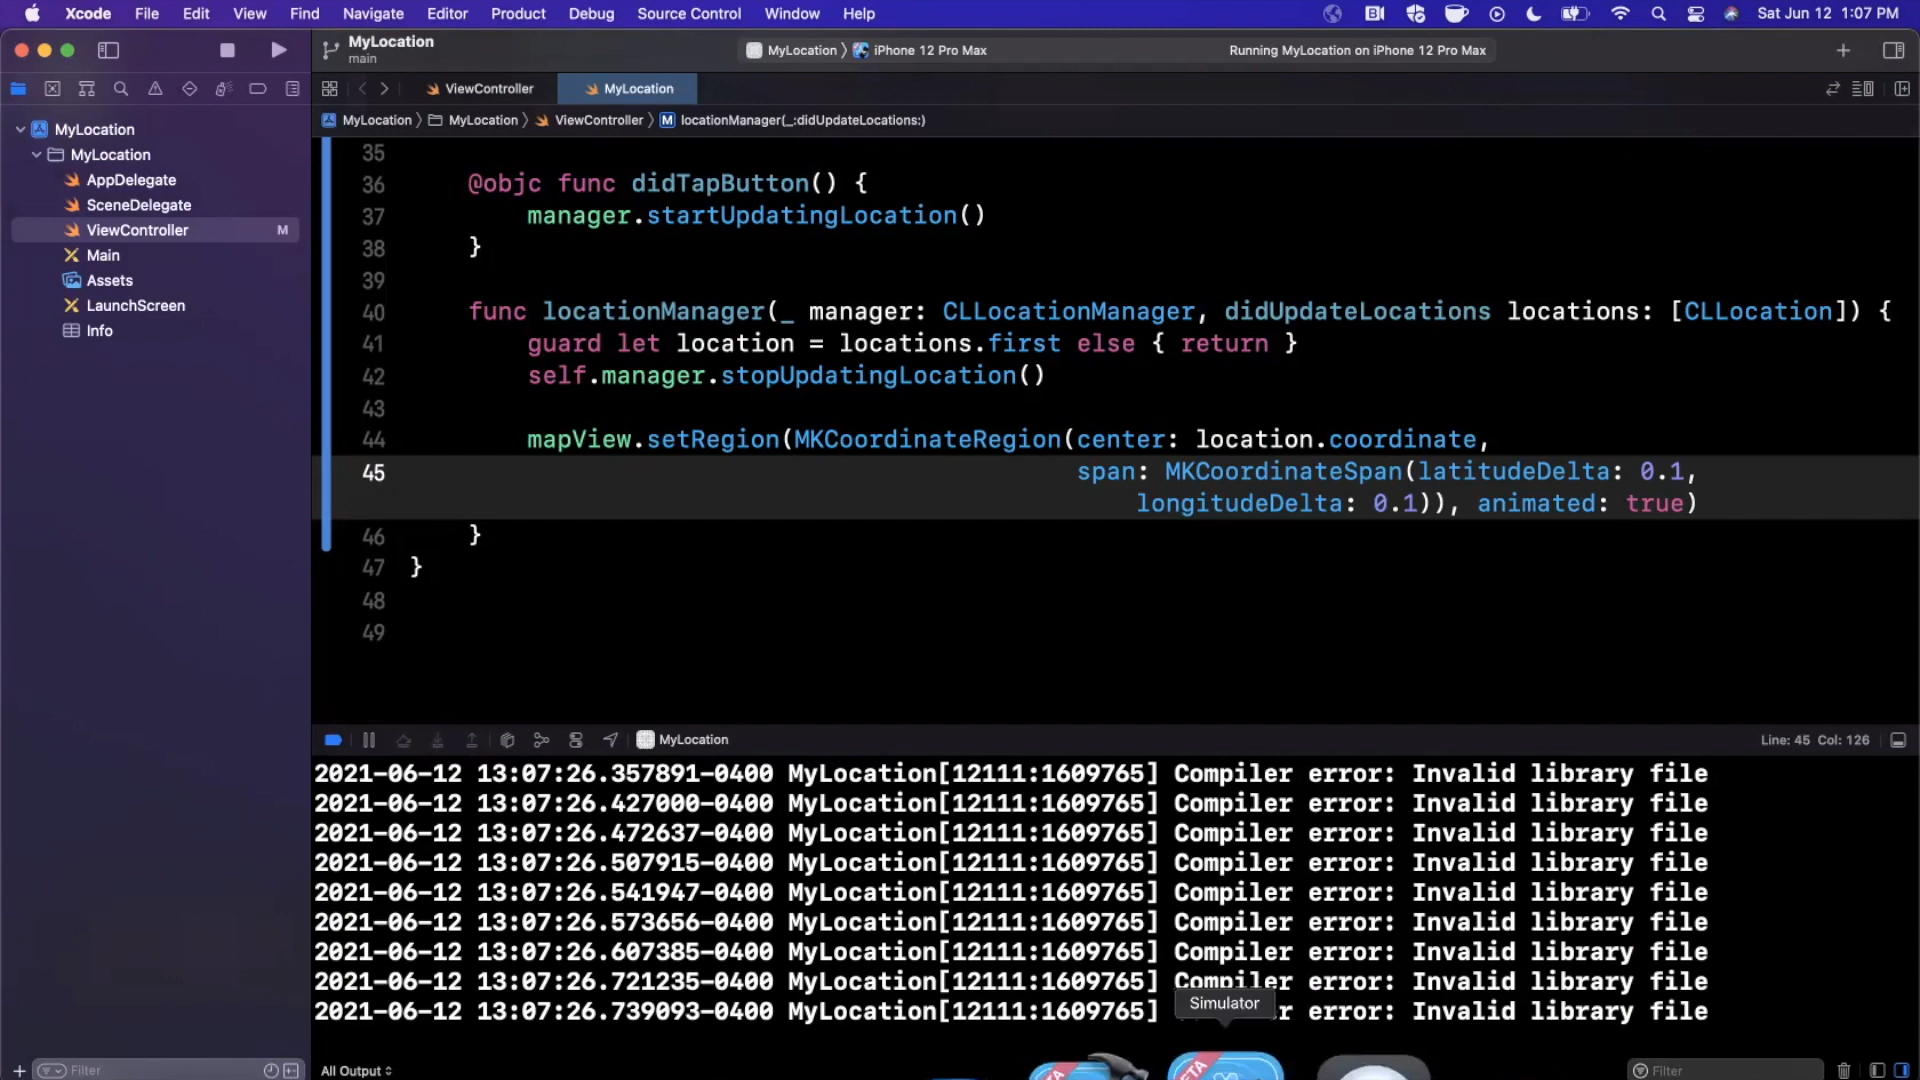 Xcode File Edit View Find Navigate Editor Product Debug Source Control Window Help Sat Jun 12 1:07 PM
MyLocation
main
MyLocation iPhone 12 Pro Max Running MyLocation on iPhone 12 Pro Max
ViewController MyLocation
MyLocation MyLocation ViewController M locationManager(_:didUpdateLocations:)
MyLocation
MyLocation
AppDelegate
SceneDelegate
ViewController M
Main
Assets
LaunchScreen
Info
35
36 @objc func didTapButton() {
37 manager.startUpdatingLocation()
38 }
39
40 func locationManager(_ manager: CLLocationManager, didUpdateLocations locations: [CLLocation]) {
41 guard let location = locations.first else { return }
42 self.manager.stopUpdatingLocation()
43
44 mapView.setRegion(MKCoordinateRegion(center: location.coordinate,
45 span: MKCoordinateSpan(latitudeDelta: 0.1,
longitudeDelta: 0.1)), animated: true)
46 }
47 }
48
49
MyLocation Line: 45 Col: 126
2021-06-12 13:07:26.357891-0400 MyLocation[12111:1609765] Compiler error: Invalid library file
2021-06-12 13:07:26.427000-0400 MyLocation[12111:1609765] Compiler error: Invalid library file
2021-06-12 13:07:26.472637-0400 MyLocation[12111:1609765] Compiler error: Invalid library file
2021-06-12 13:07:26.507915-0400 MyLocation[12111:1609765] Compiler error: Invalid library file
2021-06-12 13:07:26.541947-0400 MyLocation[12111:1609765] Compiler error: Invalid library file
2021-06-12 13:07:26.573656-0400 MyLocation[12111:1609765] Compiler error: Invalid library file
2021-06-12 13:07:26.607385-0400 MyLocation[12111:1609765] Compiler error: Invalid library file
2021-06-12 13:07:26.721235-0400 MyLocation[12111:1609765] Compiler error: Invalid library file
Simulator
2021-06-12 13:07:26.739093-0400 MyLocation[12111:1609765] r error: Invalid library file
Filter All Output Filter